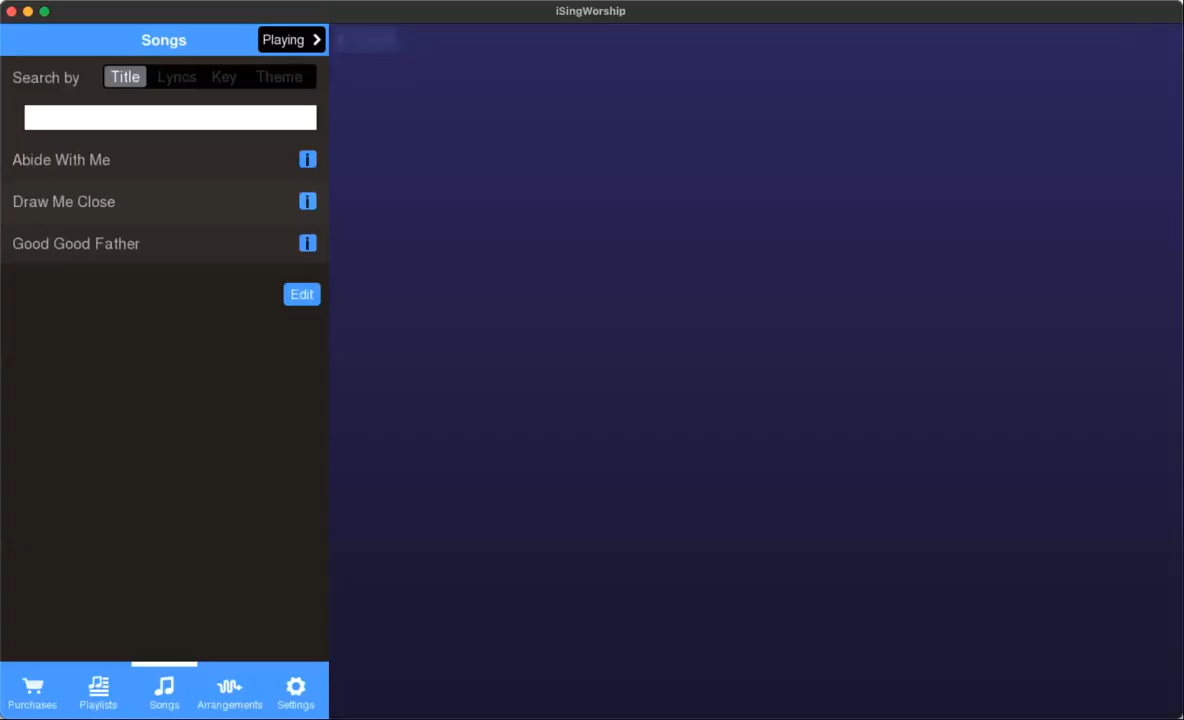 iSingWorship
Songs
Playing
Search by
Title
Lyrics
Key
Theme
Abide With Me
i
Draw Me Close
i
Good Good Father
i
Edit
Purchases
Playlists
Songs
Arrangements
Settings